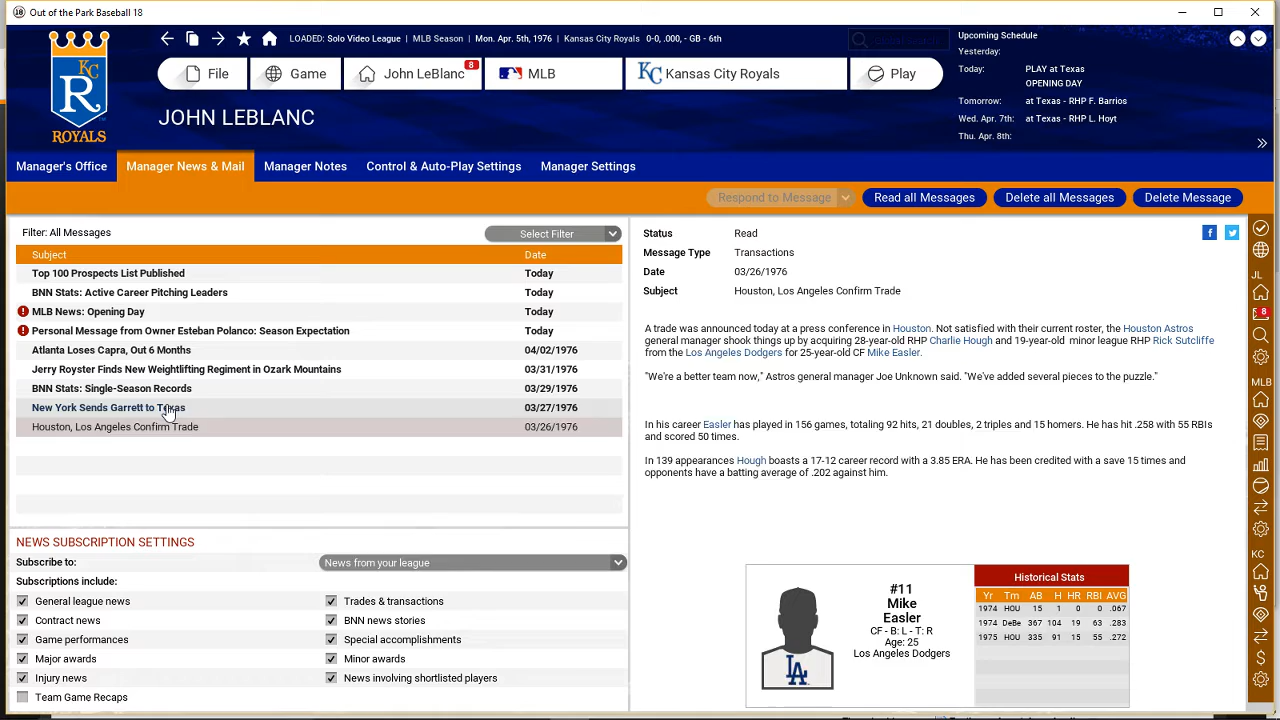 Out of the Park Baseball 18
LOADED: Solo Video League | MLB Season | Mon. Apr. 5th, 1976 | Kansas City Royals 0-0, .000, - GB - 6th
KC
R
ROYALS
File
Game
John LeBlanc
8
MLB
Kansas City Royals
Play
Upcoming Schedule
Yesterday:
Today: PLAY at Texas
OPENING DAY
Tomorrow: at Texas - RHP F. Barrios
Wed. Apr. 7th: at Texas - RHP L. Hoyt
Thu. Apr. 8th:
JOHN LEBLANC
Manager's Office
Manager News & Mail
Manager Notes
Control & Auto-Play Settings
Manager Settings
Respond to Message
Read all Messages
Delete all Messages
Delete Message
Filter: All Messages
Select Filter
Subject Date
Top 100 Prospects List Published Today
BNN Stats: Active Career Pitching Leaders Today
MLB News: Opening Day Today
Personal Message from Owner Esteban Polanco: Season Expectation Today
Atlanta Loses Capra, Out 6 Months 04/02/1976
Jerry Royster Finds New Weightlifting Regiment in Ozark Mountains 03/31/1976
BNN Stats: Single-Season Records 03/29/1976
New York Sends Garrett to Texas 03/27/1976
Houston, Los Angeles Confirm Trade 03/26/1976
NEWS SUBSCRIPTION SETTINGS
Subscribe to: News from your league
Subscriptions include:
General league news Trades & transactions
Contract news BNN news stories
Game performances Special accomplishments
Major awards Minor awards
Injury news News involving shortlisted players
Team Game Recaps
Status Read
Message Type Transactions
Date 03/26/1976
Subject Houston, Los Angeles Confirm Trade
A trade was announced today at a press conference in Houston. Not satisfied with their current roster, the Houston Astros
general manager shook things up by acquiring 28-year-old RHP Charlie Hough and 19-year-old minor league RHP Rick Sutcliffe
from the Los Angeles Dodgers for 25-year-old CF Mike Easler.
"We're a better team now," Astros general manager Joe Unknown said. "We've added several pieces to the puzzle."
In his career Easler has played in 156 games, totaling 92 hits, 21 doubles, 2 triples and 15 homers. He has hit .258 with 55 RBIs
and scored 50 times.
In 139 appearances Hough boasts a 17-12 career record with a 3.85 ERA. He has been credited with a save 15 times and
opponents have a batting average of .202 against him.
LA
#11
Mike
Easler
CF - B: L - T: R
Age: 25
Los Angeles Dodgers
Historical Stats
Yr Tm AB H HR RBI AVG
1974 HOU 15 1 0 0 .067
1974 DeBe 367 104 19 63 .283
1975 HOU 335 91 15 55 .272
JL
8
MLB
KC